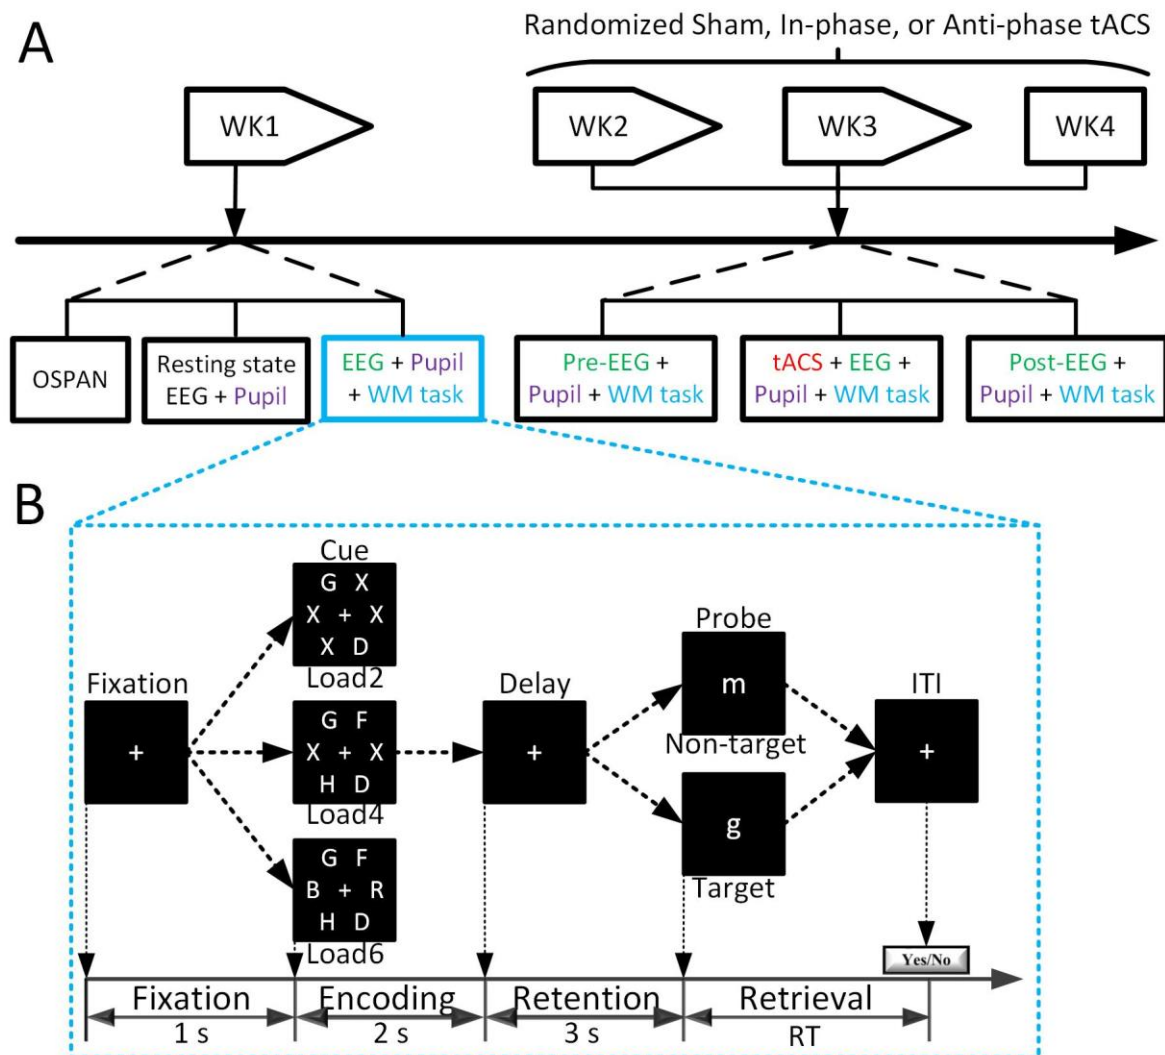 A
Randomized Sham, In-phase, or Anti-phase tACS
WK1
WK2
WK3
WK4
OSPAN
Resting state
EEG + Pupil
EEG + Pupil
+ WM task
Pre-EEG +
Pupil + WM task
tACS + EEG +
Pupil + WM task
Post-EEG +
Pupil + WM task
B
Fixation
+
Cue
G X
X + X
X D
Load2
G F
X + X
H D
Load4
G F
B + R
H D
Load6
Delay
+
Probe
m
Non-target
g
Target
ITI
+
Yes/No
Fixation
1 s
Encoding
2 s
Retention
3 s
Retrieval
RT